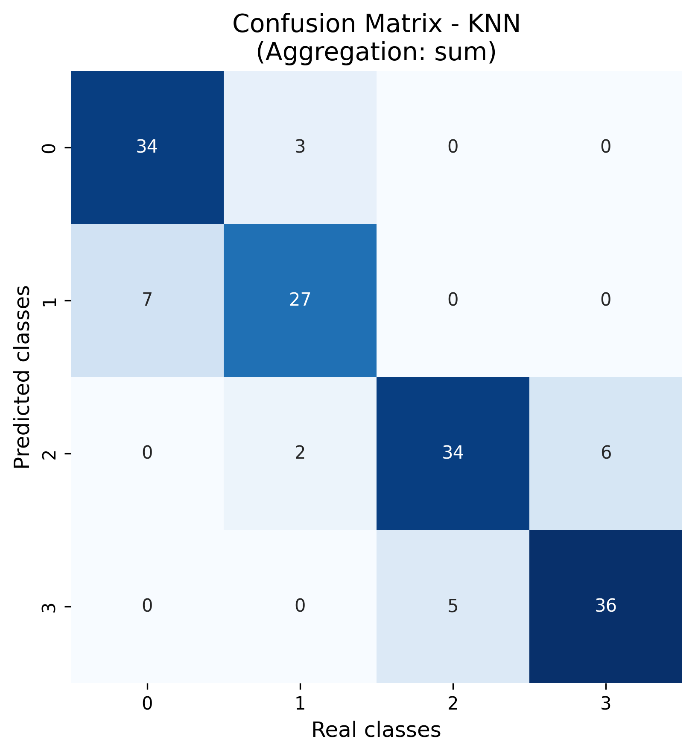 Confusion Matrix - KNN
(Aggregation: sum)
Predicted classes
0 34 3 0 0
1 7 27 0 0
2 0 2 34 6
3 0 0 5 36
0 1 2 3
Real classes